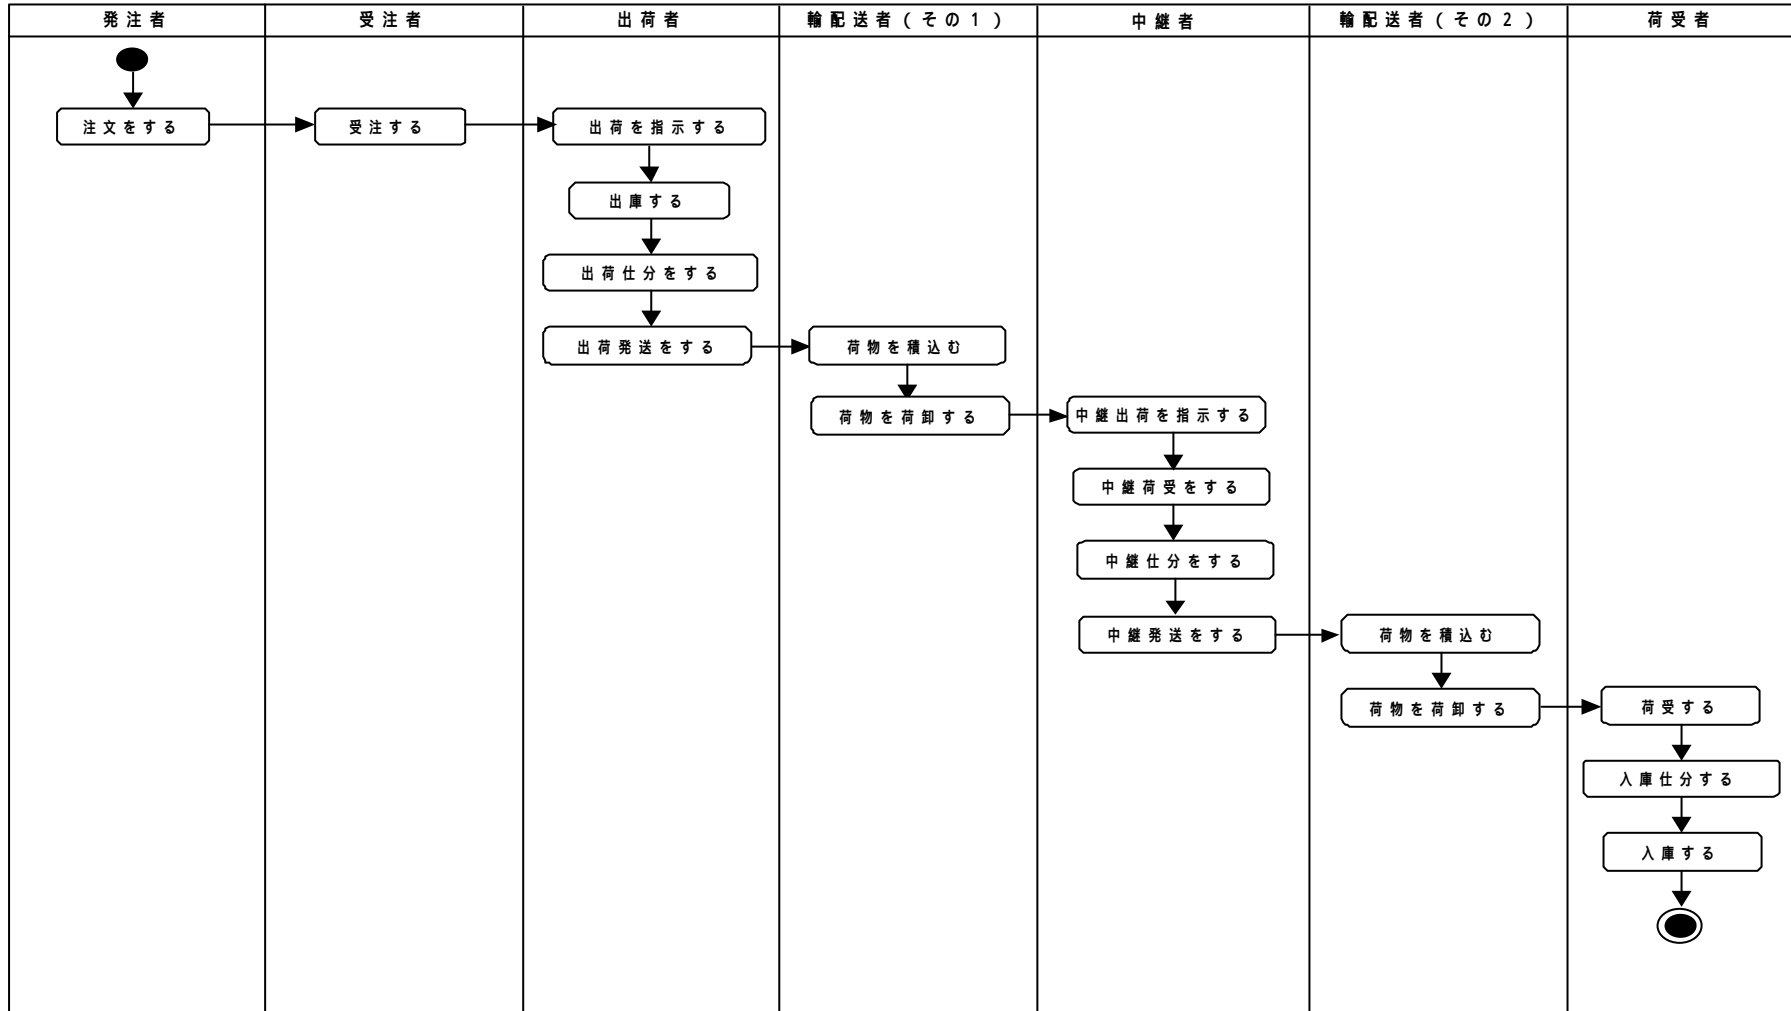 発注者
受注者
出荷者
輸配送者(その1)
中継者
輸配送者(その2)
荷受者
注文をする
受注する
出荷を指示する
出庫する
出荷仕分をする
出荷発送をする
荷物を積込む
荷物を荷卸する
中継出荷を指示する
中継荷受をする
中継仕分をする
中継発送をする
荷物を積込む
荷物を荷卸する
荷受する
入庫仕分する
入庫する